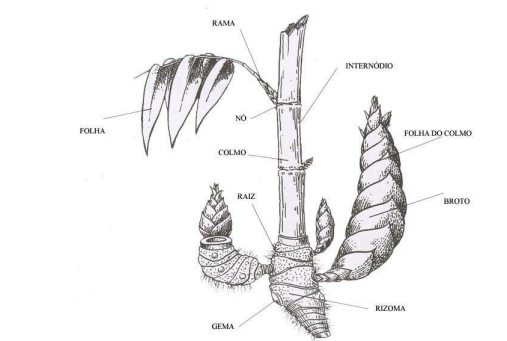 RAMA
INTERNÓDIO
NÓ
FOLHA
FOLHA DO COLMO
COLMO
RAIZ
BROTO
RIZOMA
GEMA